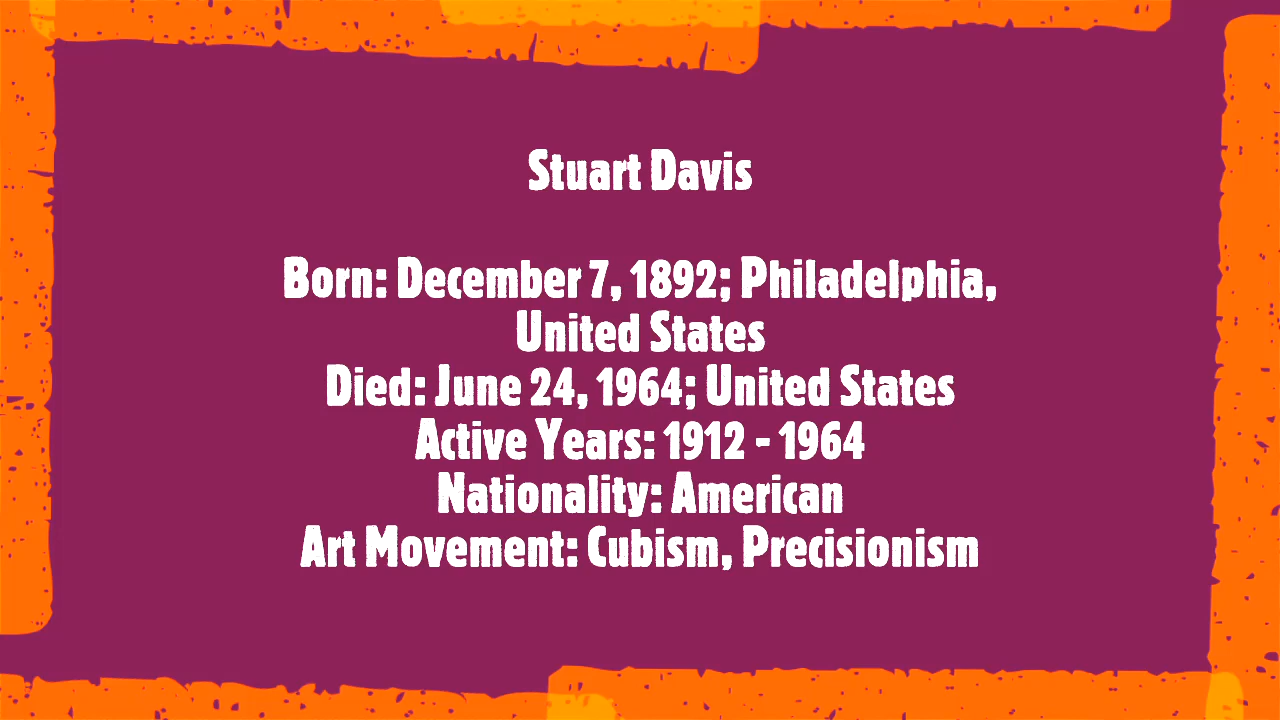 Stuart Davis
Born: December 7, 1892; Philadelphia,
United States
Died: June 24, 1964; United States
Active Years: 1912 - 1964
Nationality: American
Art Movement: Cubism, Precisionism